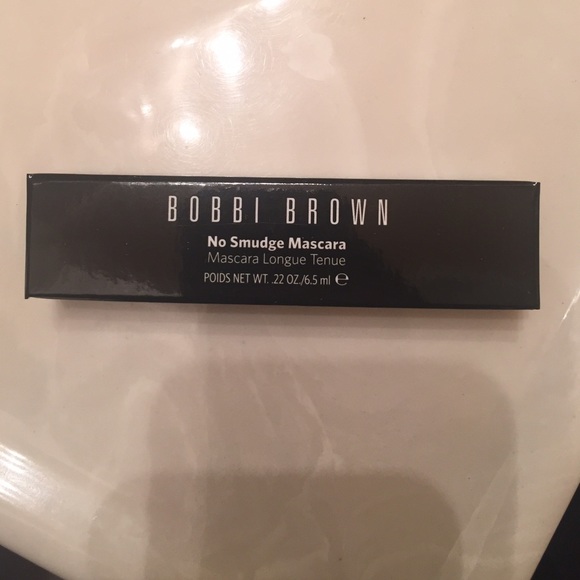 BOBBI BROWN
No Smudge Mascara
Mascara Longue Tenue
POIDS NET WT. .22 OZ./6.5 ml ℮